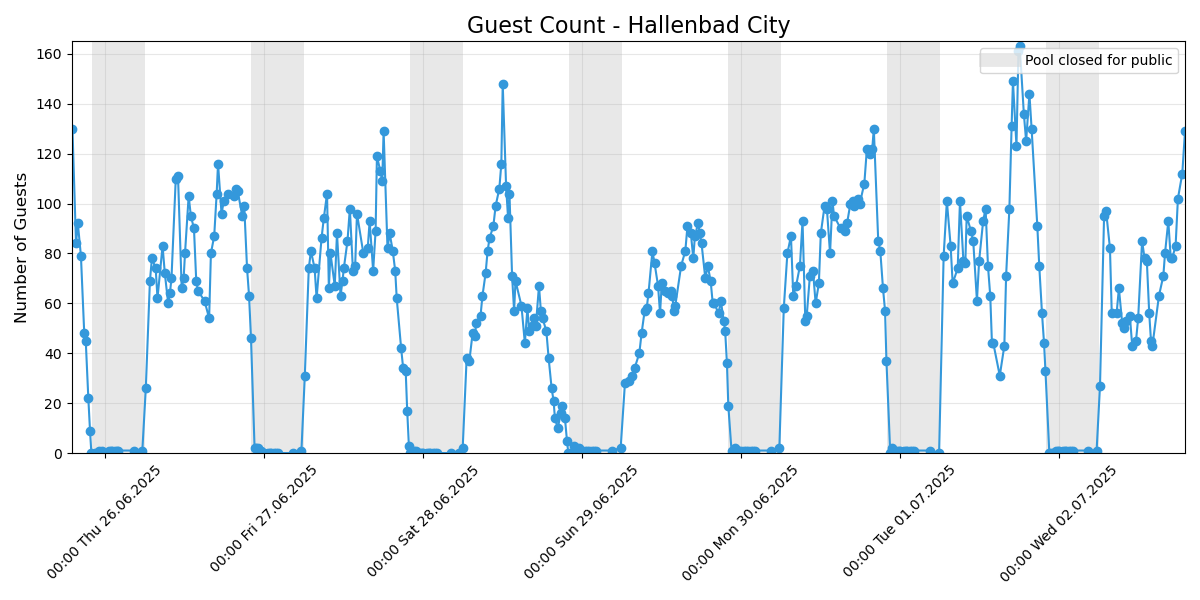 Guest Count - Hallenbad City
Pool closed for public
Number of Guests
160
140
120
100
80
60
40
20
0
00:00 Thu 26.06.2025
00:00 Fri 27.06.2025
00:00 Sat 28.06.2025
00:00 Sun 29.06.2025
00:00 Mon 30.06.2025
00:00 Tue 01.07.2025
00:00 Wed 02.07.2025